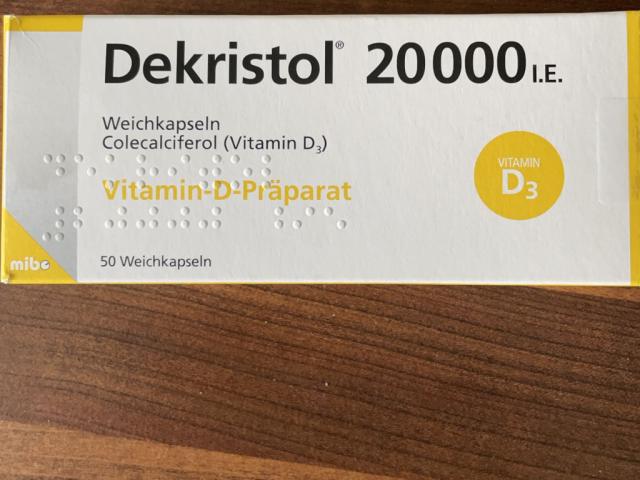 Dekristol® 20000 I.E.
Weichkapseln
Colecalciferol (Vitamin D₃)
Vitamin-D-Präparat
VITAMIN
D₃
mibe
50 Weichkapseln